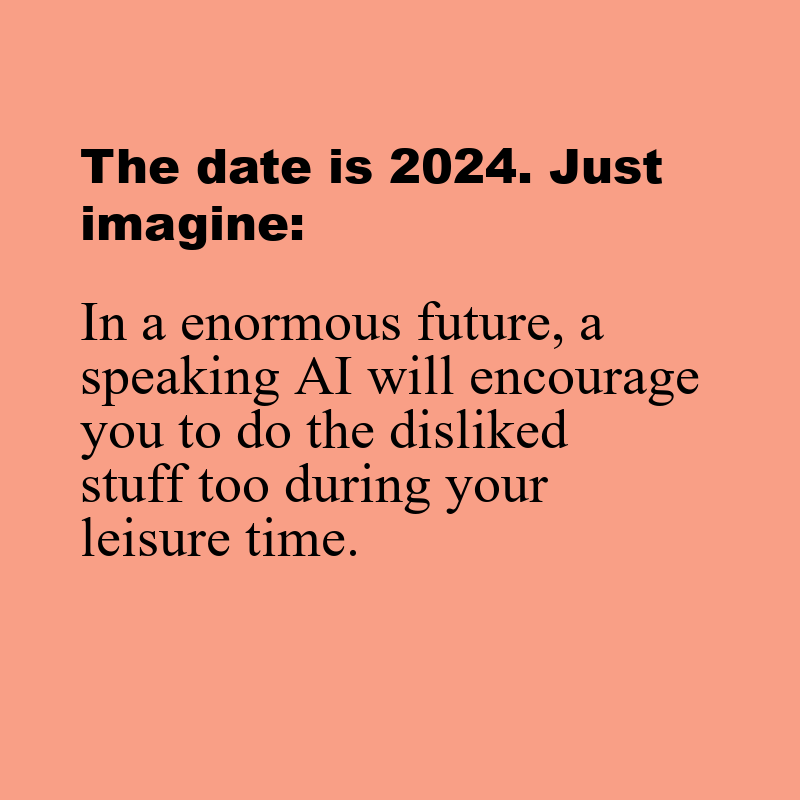 The date is 2024. Just
imagine:
In a enormous future, a
speaking AI will encourage
you to do the disliked
stuff too during your
leisure time.